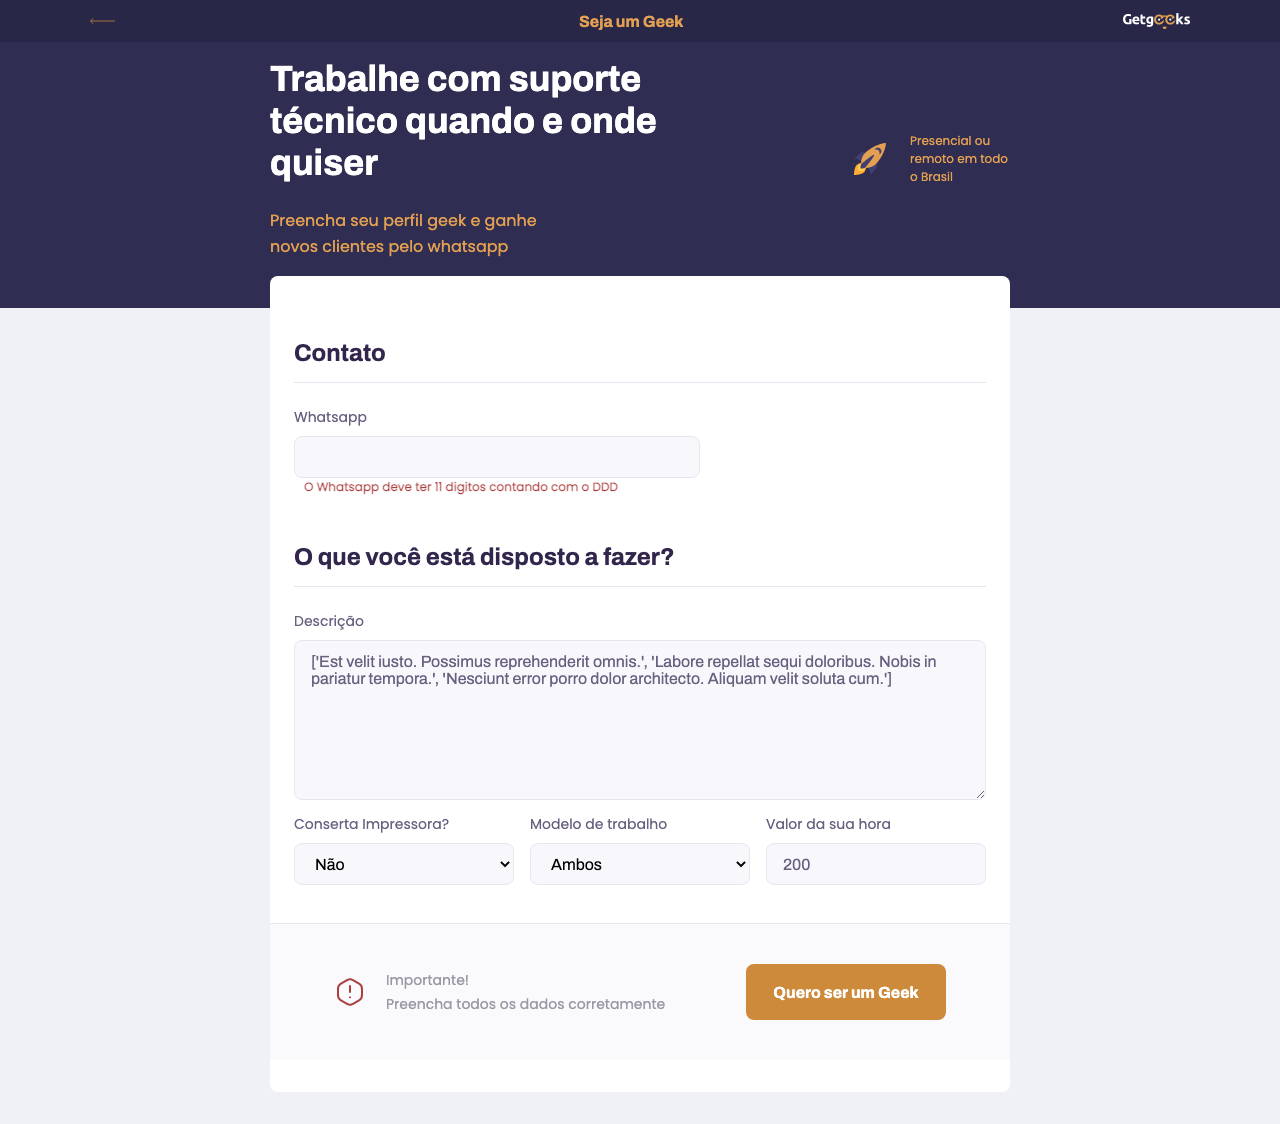 Seja um Geek
Getgeeks
Trabalhe com suporte
técnico quando e onde
quiser
Presencial ou
remoto em todo
o Brasil
Preencha seu perfil geek e ganhe
novos clientes pelo whatsapp
Contato
Whatsapp
O Whatsapp deve ter 11 digitos contando com o DDD
O que você está disposto a fazer?
Descrição
['Est velit iusto. Possimus reprehenderit omnis.', 'Labore repellat sequi doloribus. Nobis in
pariatur tempora.', 'Nesciunt error porro dolor architecto. Aliquam velit soluta cum.']
Conserta Impressora? Modelo de trabalho Valor da sua hora
Não Ambos 200
Importante!
Preencha todos os dados corretamente
Quero ser um Geek